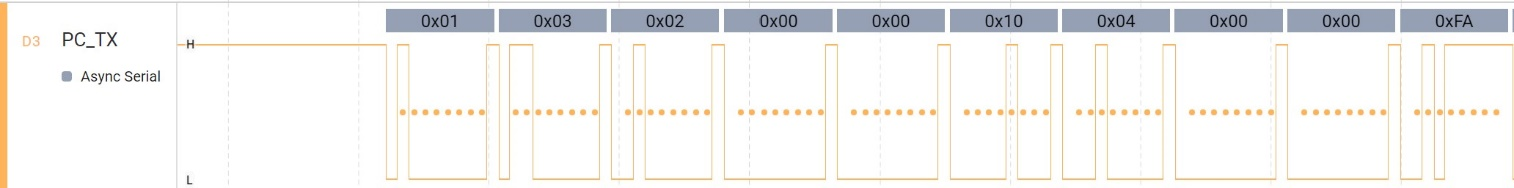 0x01 0x03 0x02 0x00 0x00 0x10 0x04 0x00 0x00 0xFA
D3 PC_TX H
Async Serial
L